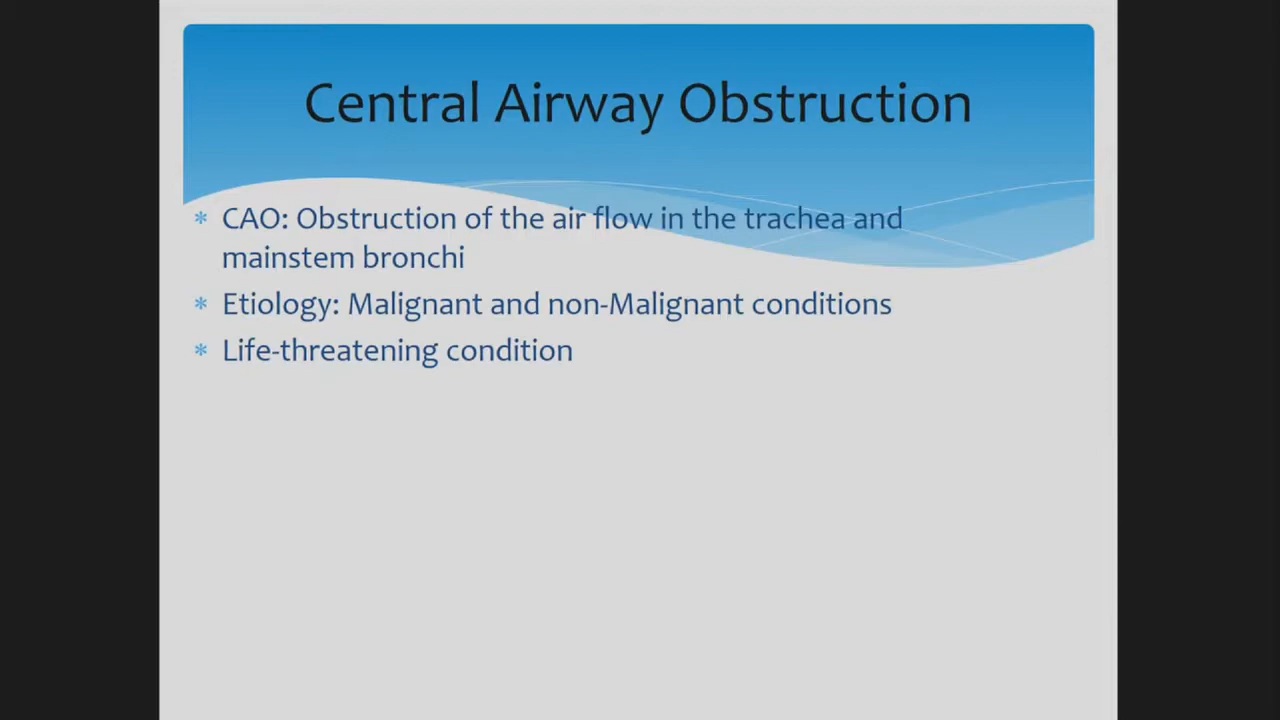 Central Airway Obstruction
* CAO: Obstruction of the air flow in the trachea and
mainstem bronchi
* Etiology: Malignant and non-Malignant conditions
* Life-threatening condition